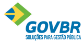 GOVBR
SOLUÇÕES PARA GESTÃO PÚBLICA